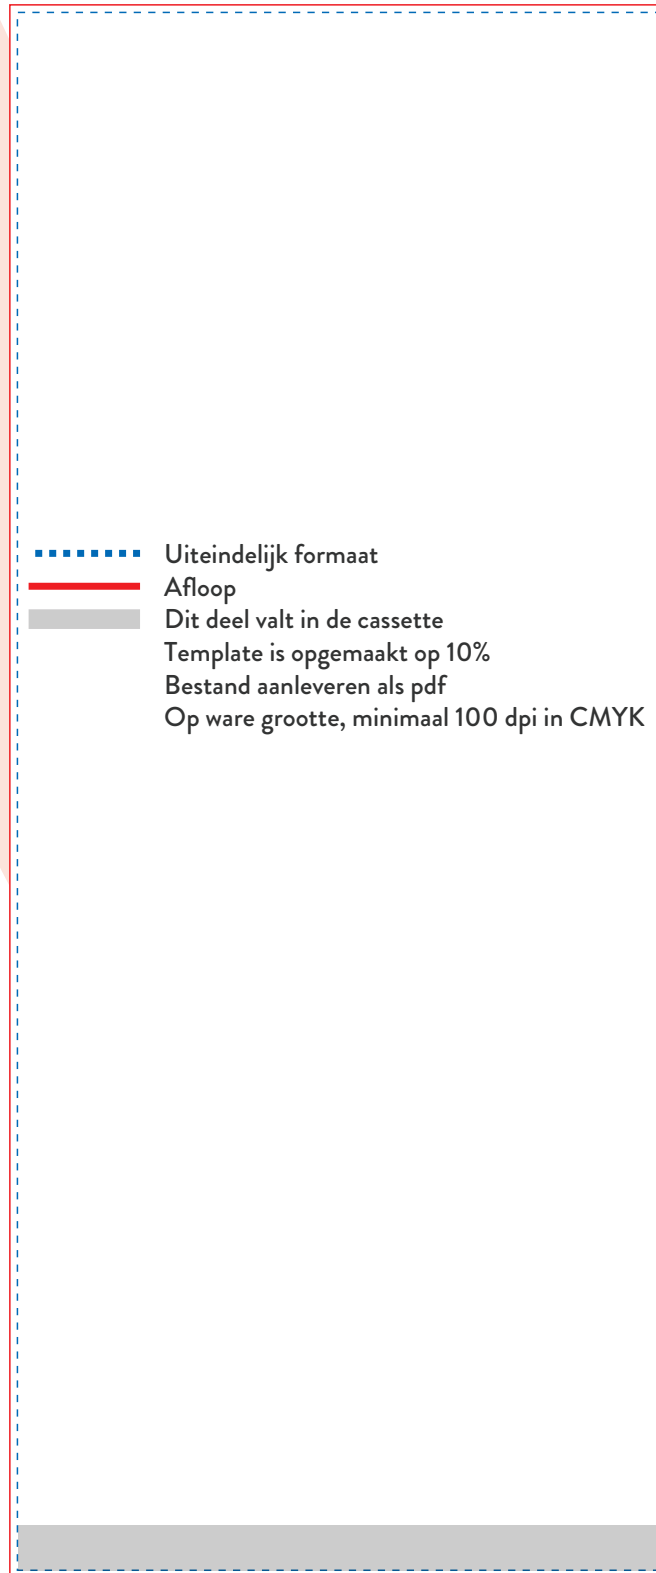 Uiteindelijk formaat
Afloop
Dit deel valt in de cassette
Template is opgemaakt op 10%
Bestand aanleveren als pdf
Op ware grootte, minimaal 100 dpi in CMYK